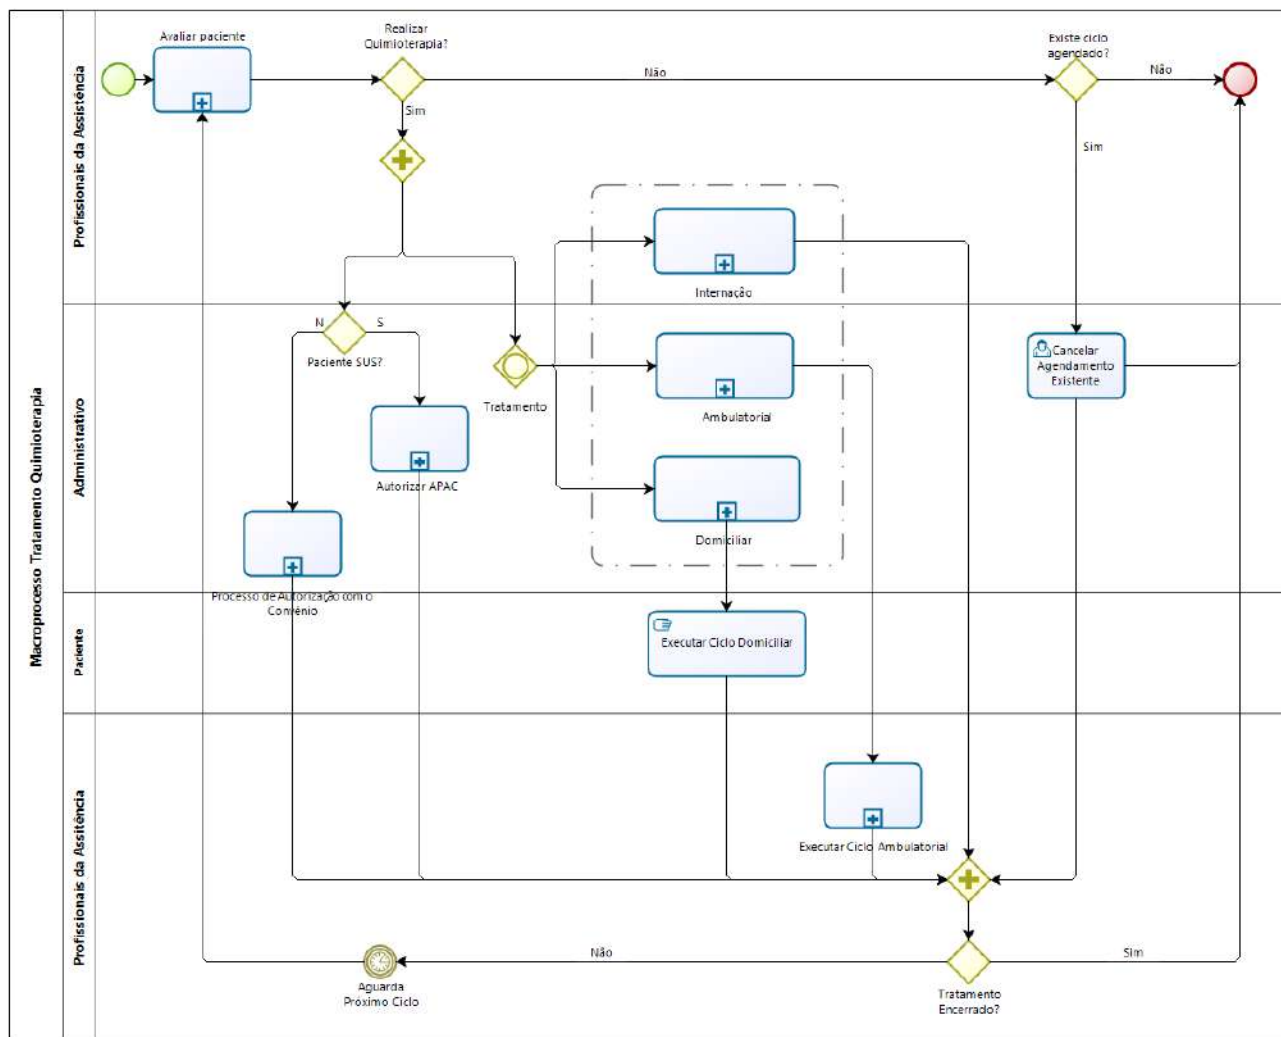 Macroprocesso Tratamento Quimioterapia
Profissionais da Assistência
Avaliar paciente
Realizar
Quimioterapia?
Não
Existe ciclo
agendado?
Não
Sim
Sim
Internação
Administrativo
N
S
Paciente SUS?
Tratamento
Ambulatorial
Cancelar
Agendamento
Existente
Autorizar APAC
Domiciliar
Processo de Autorização com o
Convênio
Paciente
Executar Ciclo Domiciliar
Profissionais da Assitência
Executar Ciclo Ambulatorial
Não
Sim
Aguarda
Próximo Ciclo
Tratamento
Encerrado?